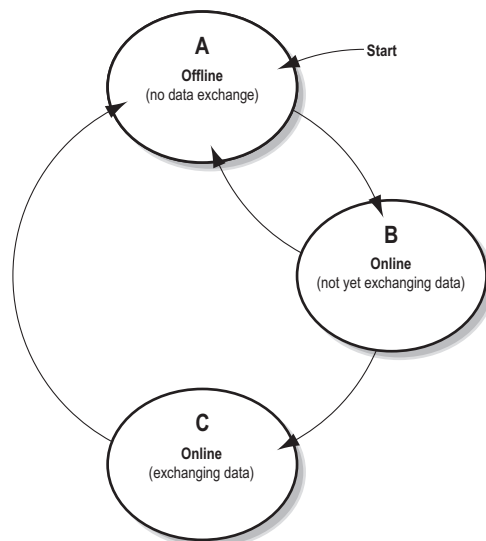 A
Offline
(no data exchange)
Start
B
Online
(not yet exchanging data)
C
Online
(exchanging data)